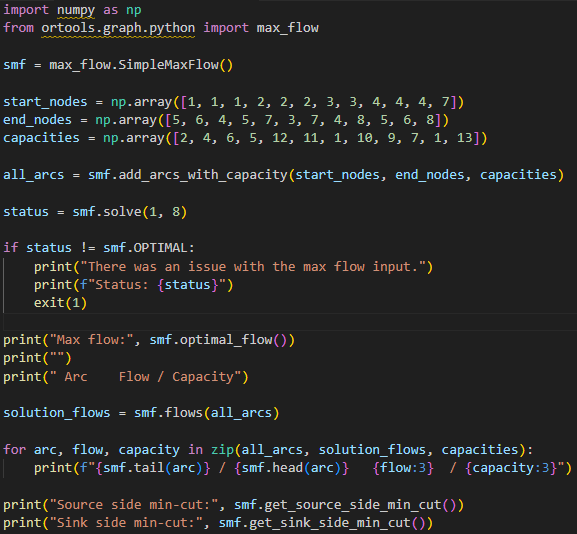 import numpy as np
from ortools.graph.python import max_flow
smf = max_flow.SimpleMaxFlow()
start_nodes = np.array([1, 1, 1, 2, 2, 2, 3, 3, 4, 4, 4, 7])
end_nodes = np.array([5, 6, 4, 5, 7, 3, 7, 4, 8, 5, 6, 8])
capacities = np.array([2, 4, 6, 5, 12, 11, 1, 10, 9, 7, 1, 13])
all_arcs = smf.add_arcs_with_capacity(start_nodes, end_nodes, capacities)
status = smf.solve(1, 8)
if status != smf.OPTIMAL:
    print("There was an issue with the max flow input.")
    print(f"Status: {status}")
    exit(1)
print("Max flow:", smf.optimal_flow())
print("")
print(" Arc    Flow / Capacity")
solution_flows = smf.flows(all_arcs)
for arc, flow, capacity in zip(all_arcs, solution_flows, capacities):
    print(f"{smf.tail(arc)} / {smf.head(arc)}   {flow:3}  / {capacity:3}")
print("Source side min-cut:", smf.get_source_side_min_cut())
print("Sink side min-cut:", smf.get_sink_side_min_cut())